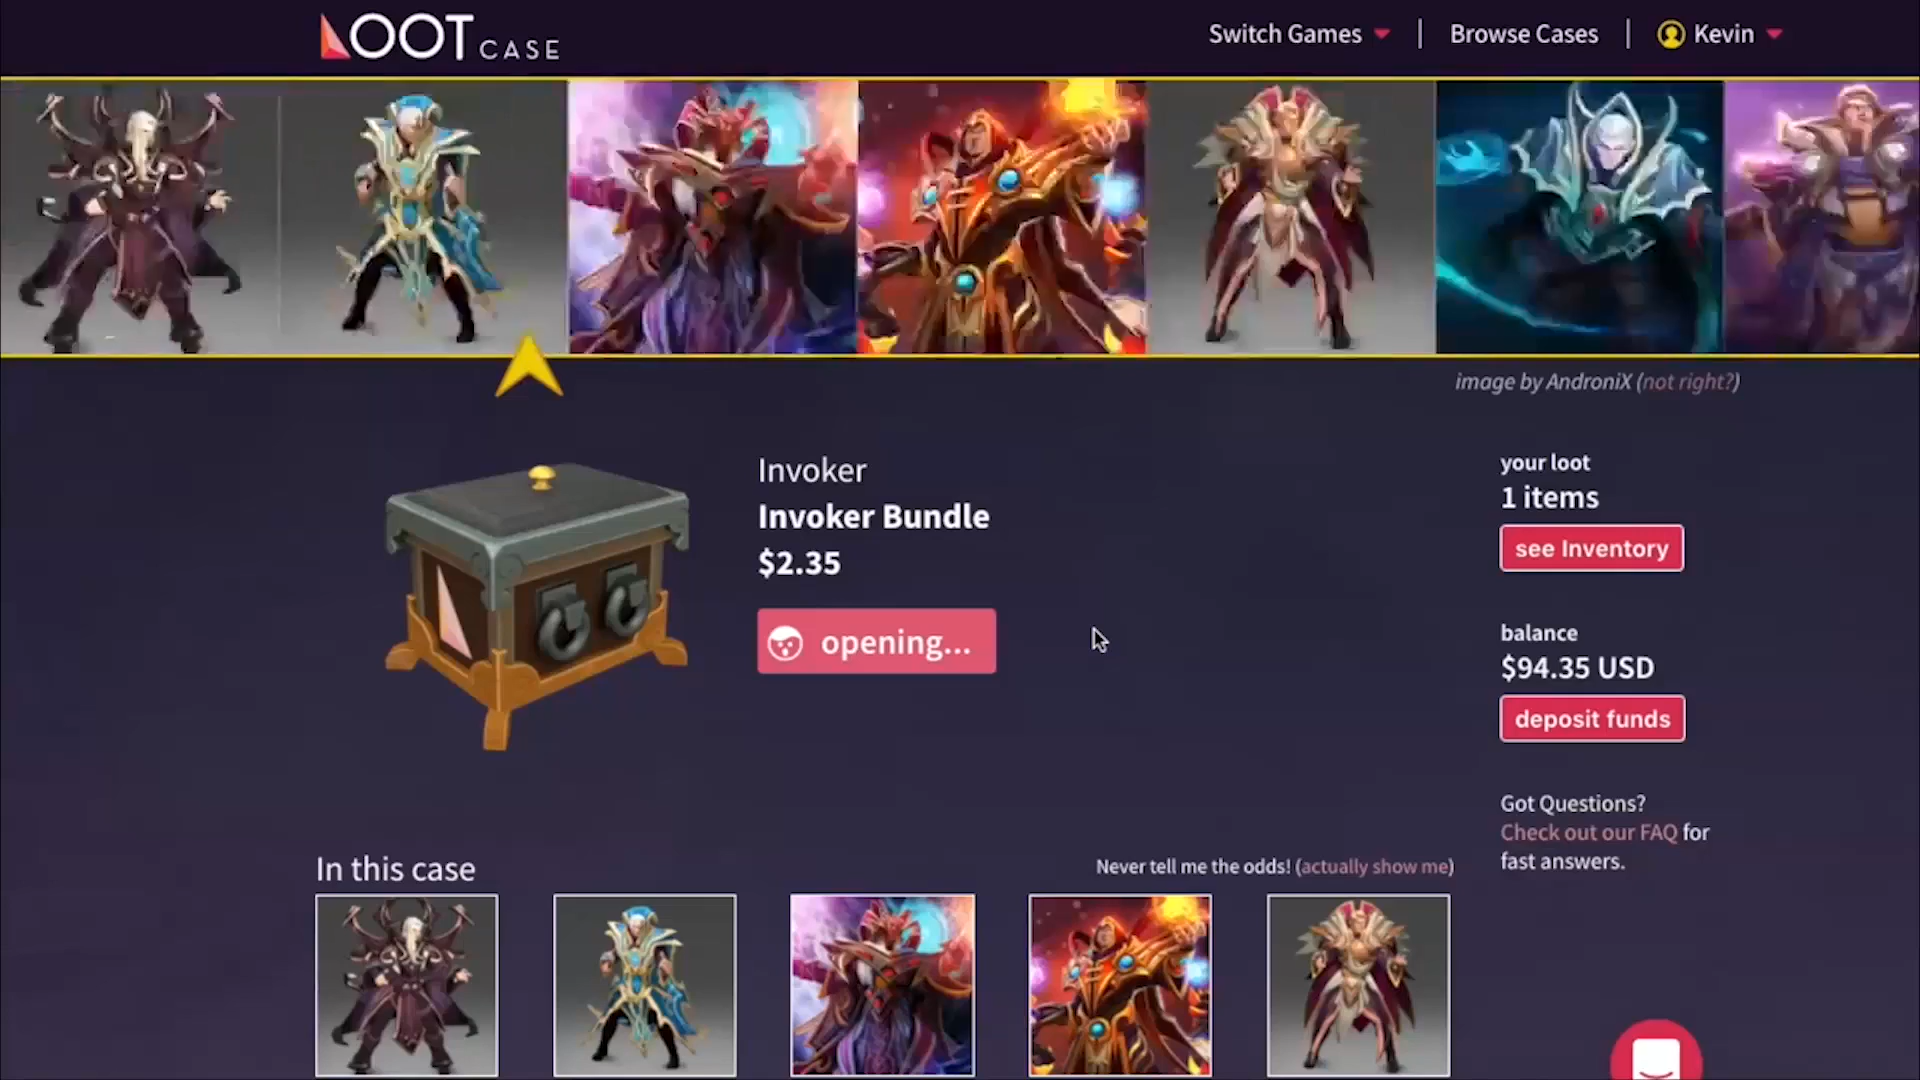 LOOT CASE
Switch Games
Browse Cases
Kevin
image by AndroniX (not right?)
Invoker
Invoker Bundle
$2.35
opening...
your loot
1 items
see Inventory
balance
$94.35 USD
deposit funds
Got Questions?
Check out our FAQ for
fast answers.
In this case
Never tell me the odds! (actually show me)